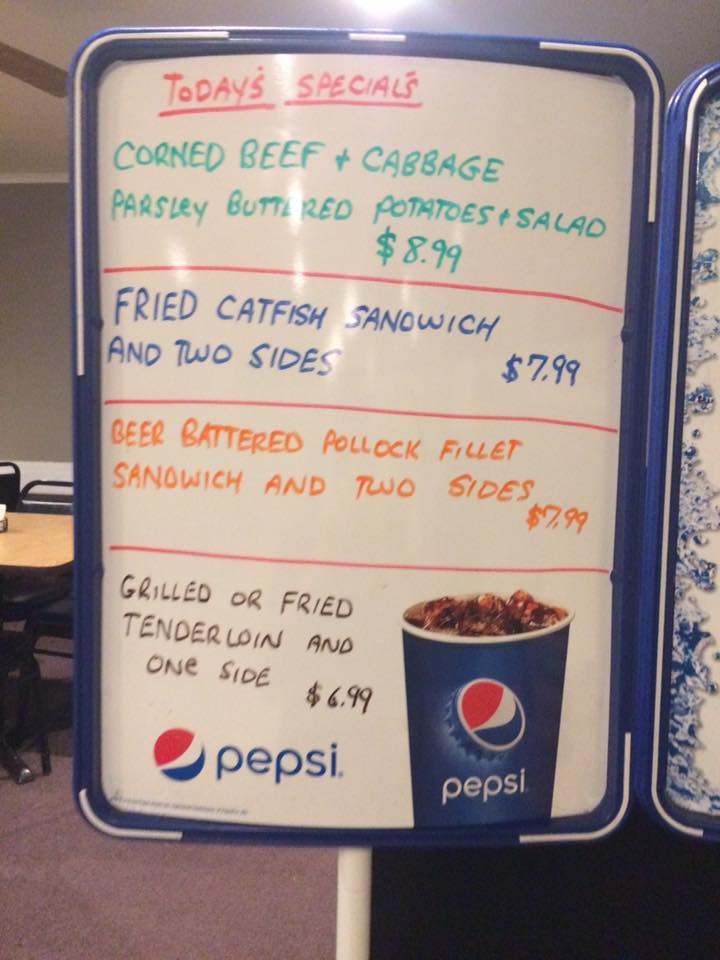 TODAY'S SPECIAL'S
CORNED BEEF + CABBAGE
PARSLEY BUTTERED POTATOES + SALAD
$8.99
FRIED CATFISH SANDWICH
AND TWO SIDES $7.99
BEER BATTERED POLLOCK FILLET
SANDWICH AND TWO SIDES
$7.99
GRILLED OR FRIED
TENDERLOIN AND
ONE SIDE
$6.99
pepsi
pepsi